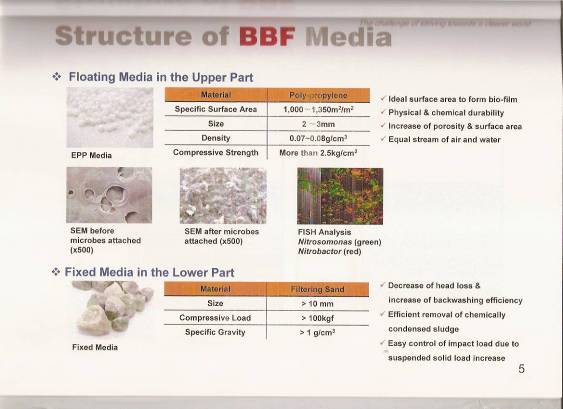 The challenge of striving towards a cleaner world
Structure of BBF Media
❖ Floating Media in the Upper Part
EPP Media
Material Poly-propylene
Specific Surface Area 1,000~1,350m²/m²
Size 2 ~ 3mm
Density 0.07~0.08g/cm³
Compressive Strength More than 2.5kg/cm²
✓ Ideal surface area to form bio-film
✓ Physical & chemical durability
✓ Increase of porosity & surface area
✓ Equal stream of air and water
SEM before
microbes attached
(x500)
SEM after microbes
attached (x500)
FISH Analysis
Nitrosomonas (green)
Nitrobactor (red)
❖ Fixed Media in the Lower Part
Fixed Media
Material Filtering Sand
Size > 10 mm
Compressive Load > 100kgf
Specific Gravity > 1 g/cm³
✓ Decrease of head loss &
increase of backwashing efficiency
✓ Efficient removal of chemically
condensed sludge
✓ Easy control of impact load due to
suspended solid load increase
5